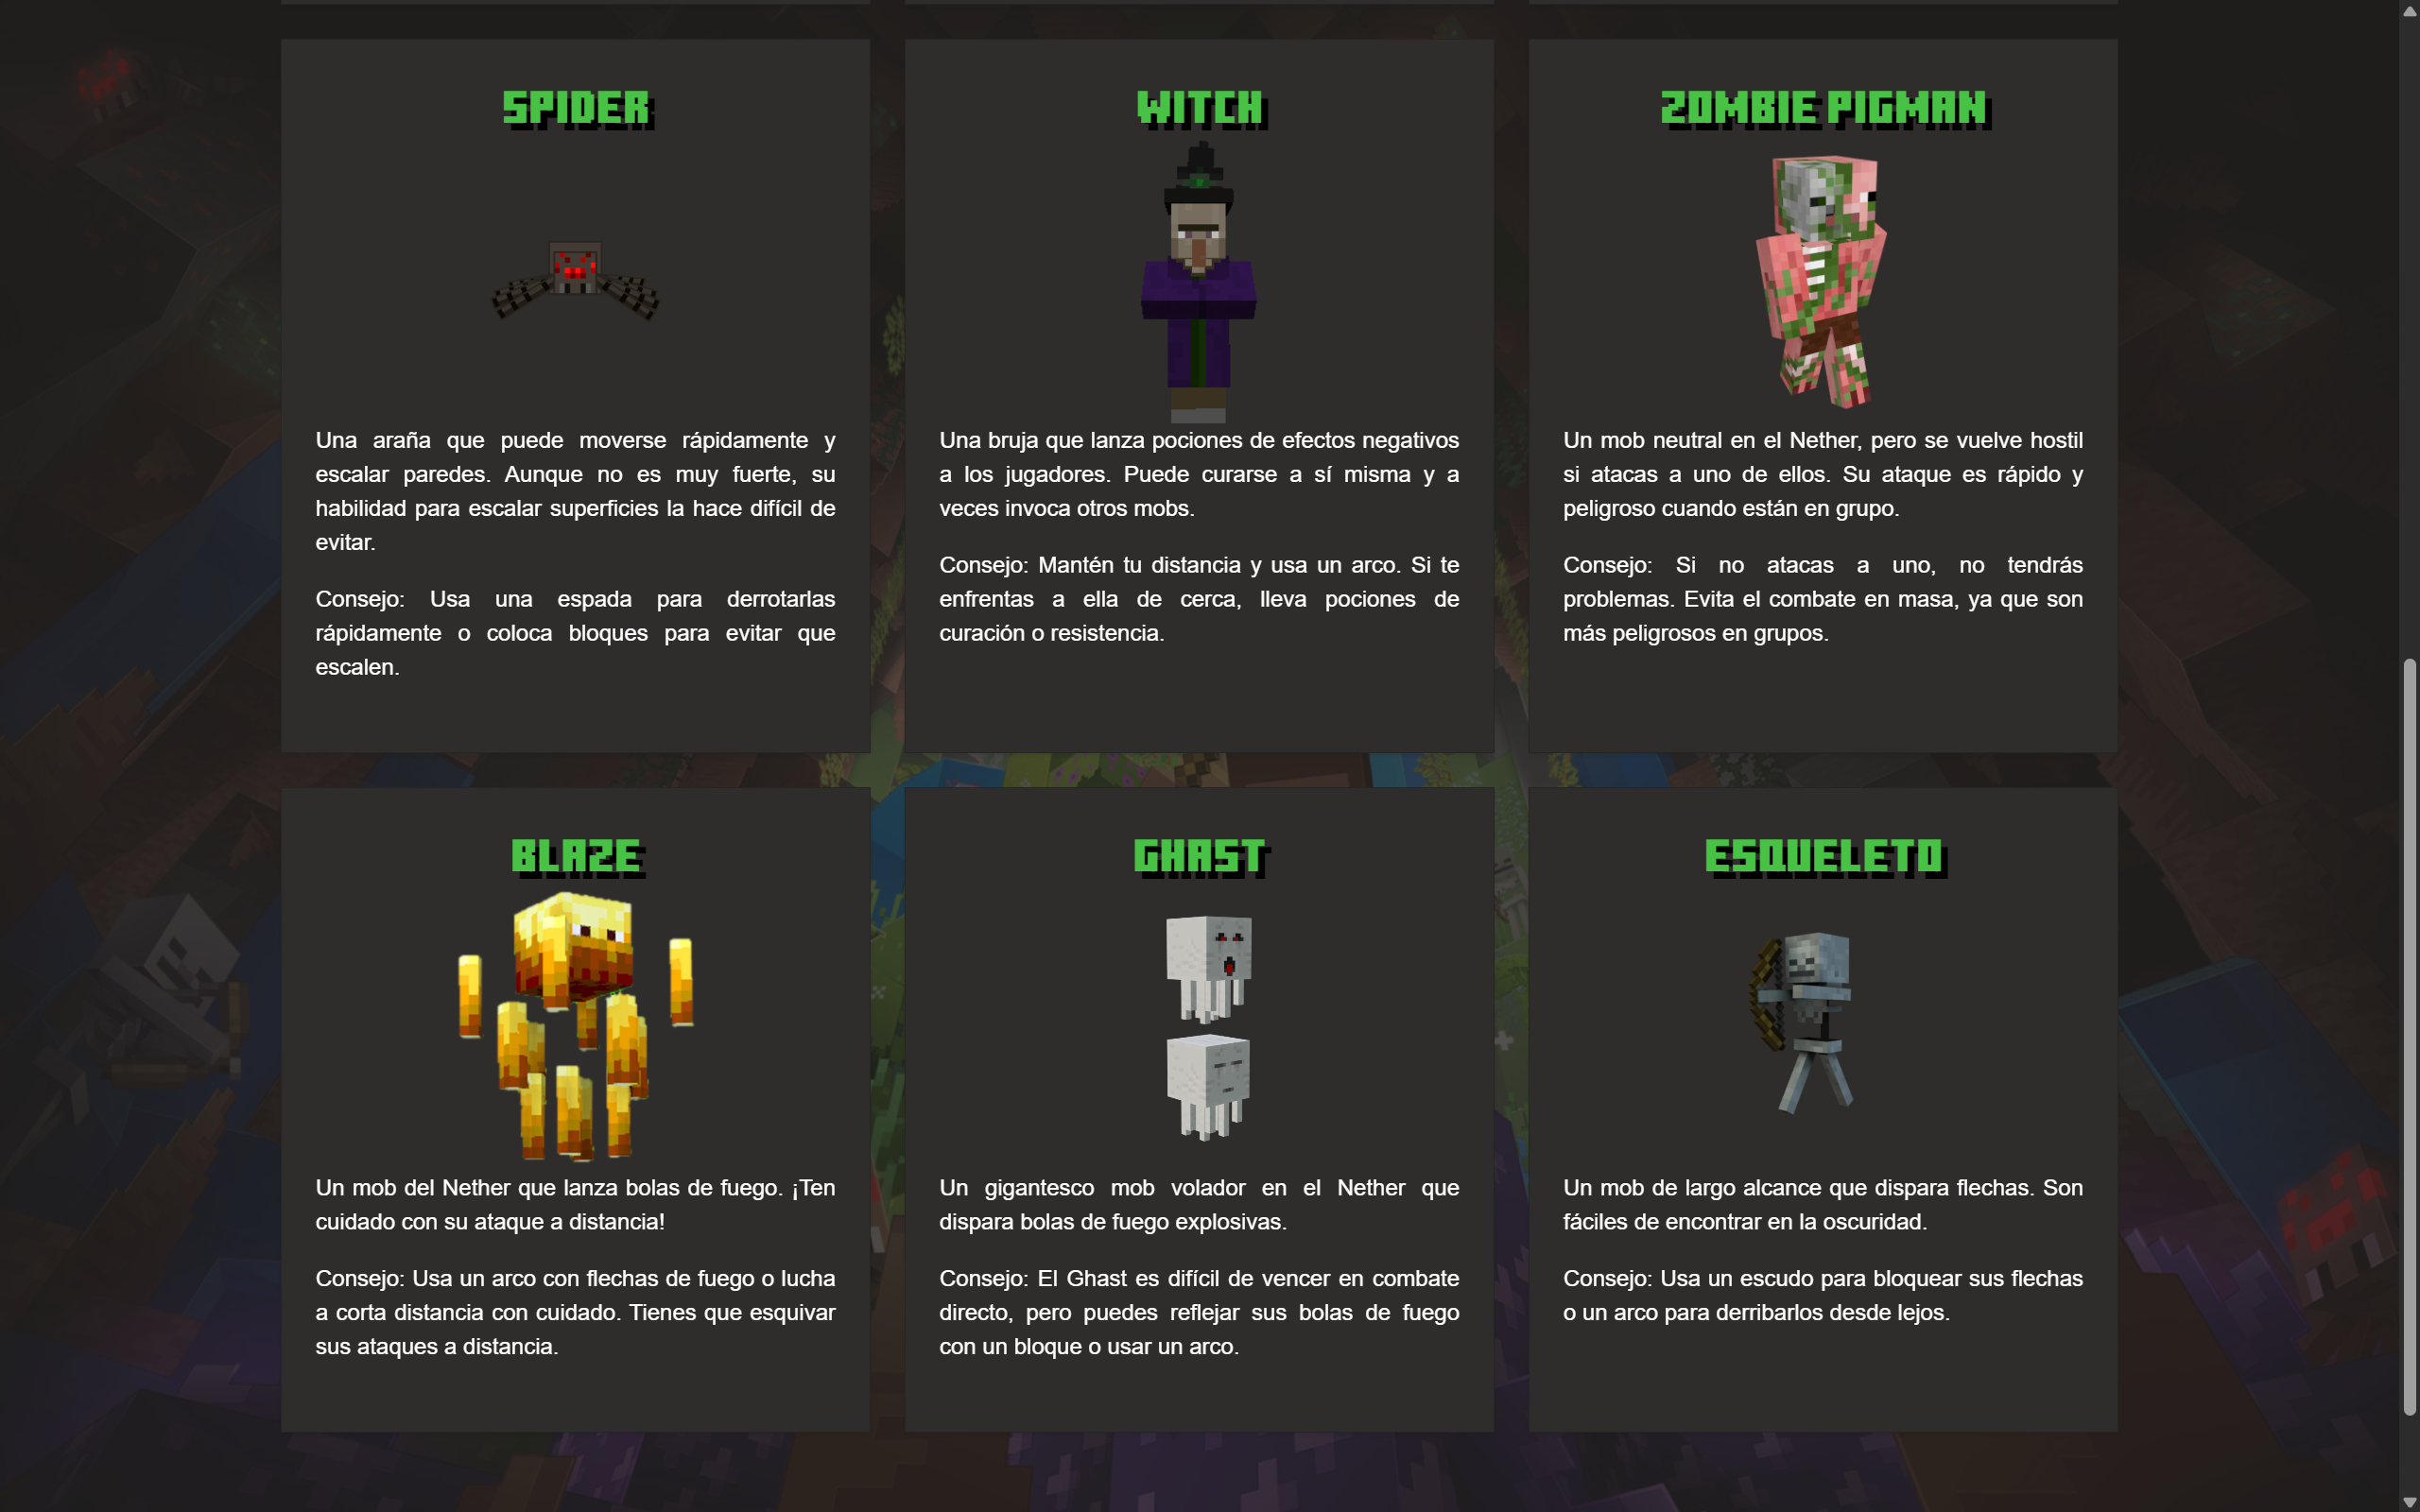 SPIDER
Una araña que puede moverse rápidamente y
escalar paredes. Aunque no es muy fuerte, su
habilidad para escalar superficies la hace difícil de
evitar.
Consejo: Usa una espada para derrotarlas
rápidamente o coloca bloques para evitar que
escalen.
WITCH
Una bruja que lanza pociones de efectos negativos
a los jugadores. Puede curarse a sí misma y a
veces invoca otros mobs.
Consejo: Mantén tu distancia y usa un arco. Si te
enfrentas a ella de cerca, lleva pociones de
curación o resistencia.
ZOMBIE PIGMAN
Un mob neutral en el Nether, pero se vuelve hostil
si atacas a uno de ellos. Su ataque es rápido y
peligroso cuando están en grupo.
Consejo: Si no atacas a uno, no tendrás
problemas. Evita el combate en masa, ya que son
más peligrosos en grupos.
BLAZE
Un mob del Nether que lanza bolas de fuego. ¡Ten
cuidado con su ataque a distancia!
Consejo: Usa un arco con flechas de fuego o lucha
a corta distancia con cuidado. Tienes que esquivar
sus ataques a distancia.
GHAST
Un gigantesco mob volador en el Nether que
dispara bolas de fuego explosivas.
Consejo: El Ghast es difícil de vencer en combate
directo, pero puedes reflejar sus bolas de fuego
con un bloque o usar un arco.
ESQUELETO
Un mob de largo alcance que dispara flechas. Son
fáciles de encontrar en la oscuridad.
Consejo: Usa un escudo para bloquear sus flechas
o un arco para derribarlos desde lejos.